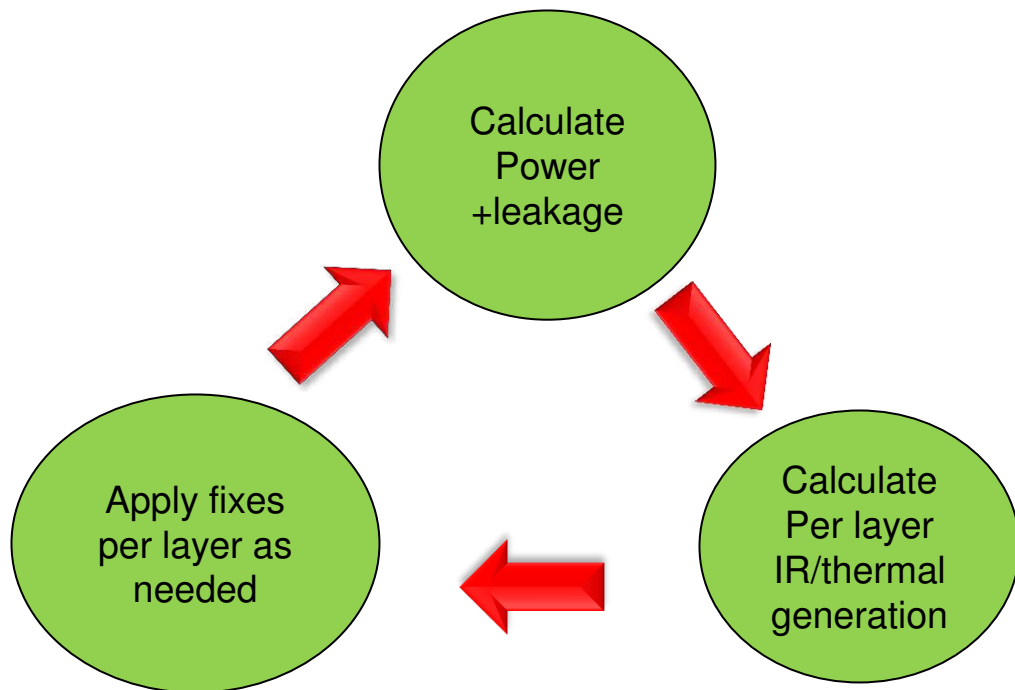 Calculate
Power
+leakage
Calculate
Per layer
IR/thermal
generation
Apply fixes
per layer as
needed